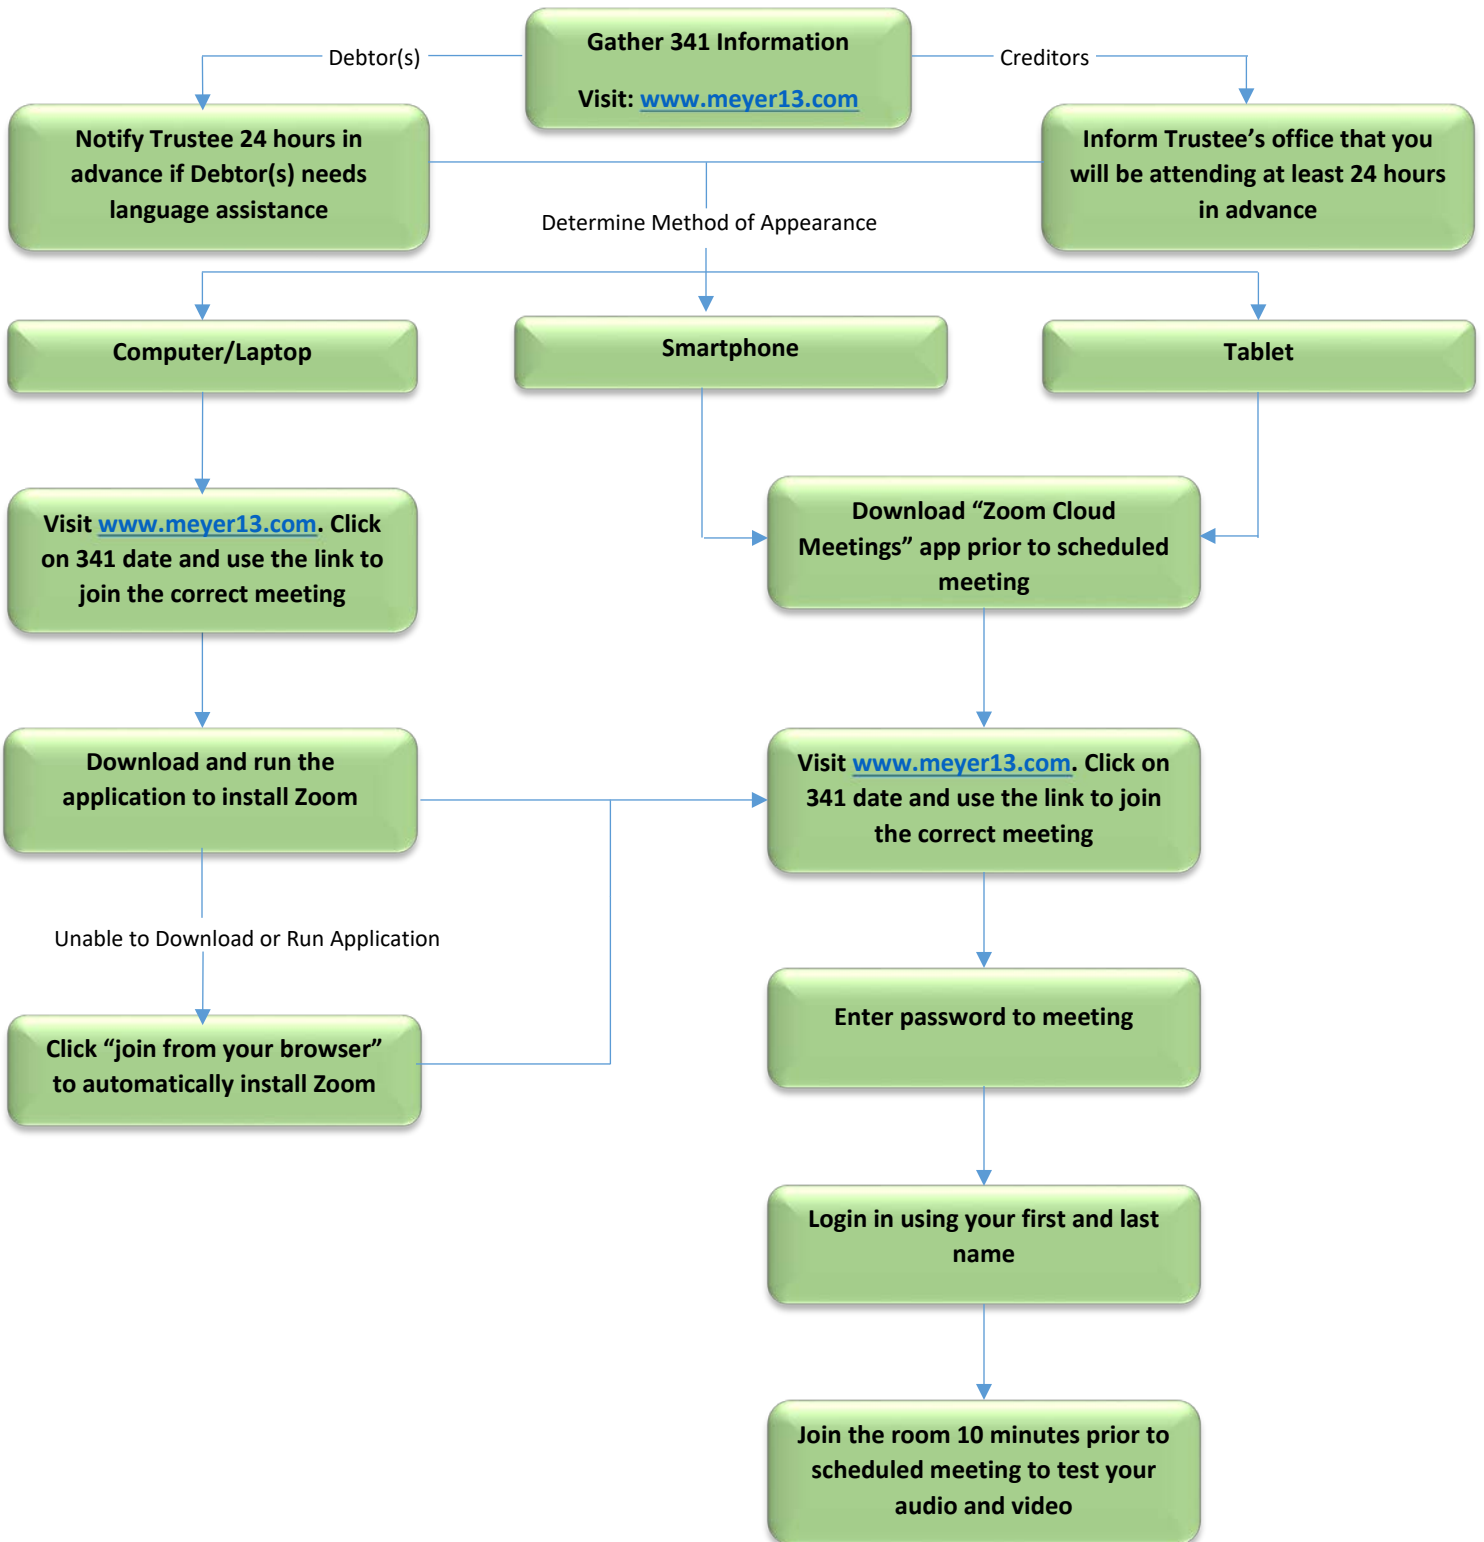 Gather 341 Information
Visit: www.meyer13.com
Debtor(s)
Creditors
Notify Trustee 24 hours in
advance if Debtor(s) needs
language assistance
Inform Trustee’s office that you
will be attending at least 24 hours
in advance
Determine Method of Appearance
Computer/Laptop
Smartphone
Tablet
Visit www.meyer13.com. Click
on 341 date and use the link to
join the correct meeting
Download “Zoom Cloud
Meetings” app prior to scheduled
meeting
Download and run the
application to install Zoom
Visit www.meyer13.com. Click on
341 date and use the link to join
the correct meeting
Unable to Download or Run Application
Click “join from your browser”
to automatically install Zoom
Enter password to meeting
Login in using your first and last
name
Join the room 10 minutes prior to
scheduled meeting to test your
audio and video